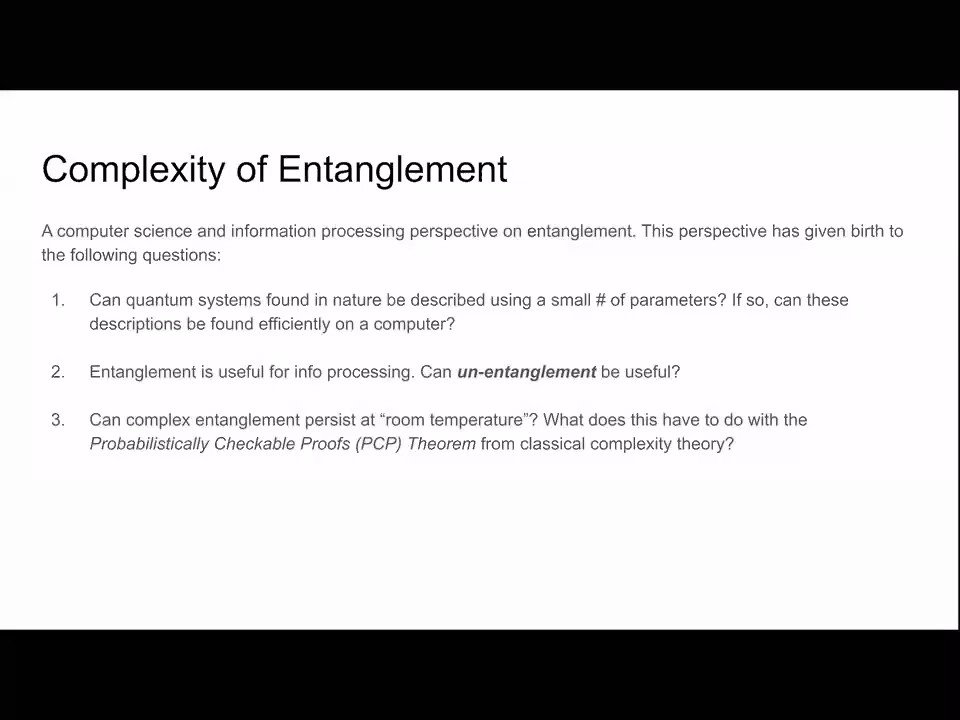 Complexity of Entanglement
A computer science and information processing perspective on entanglement. This perspective has given birth to
the following questions:
1. Can quantum systems found in nature be described using a small # of parameters? If so, can these
descriptions be found efficiently on a computer?
2. Entanglement is useful for info processing. Can un-entanglement be useful?
3. Can complex entanglement persist at “room temperature”? What does this have to do with the
Probabilistically Checkable Proofs (PCP) Theorem from classical complexity theory?